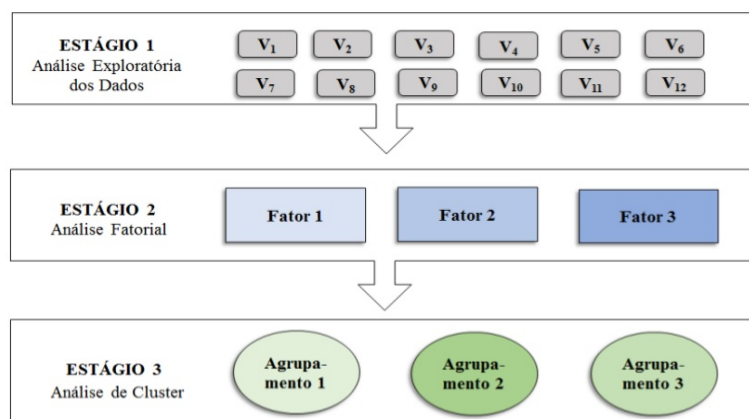 ESTÁGIO 1
Análise Exploratória
dos Dados
V1 V2 V3 V4 V5 V6
V7 V8 V9 V10 V11 V12
ESTÁGIO 2
Análise Fatorial
Fator 1 Fator 2 Fator 3
ESTÁGIO 3
Análise de Cluster
Agrupa-
mento 1
Agrupa-
mento 2
Agrupa-
mento 3